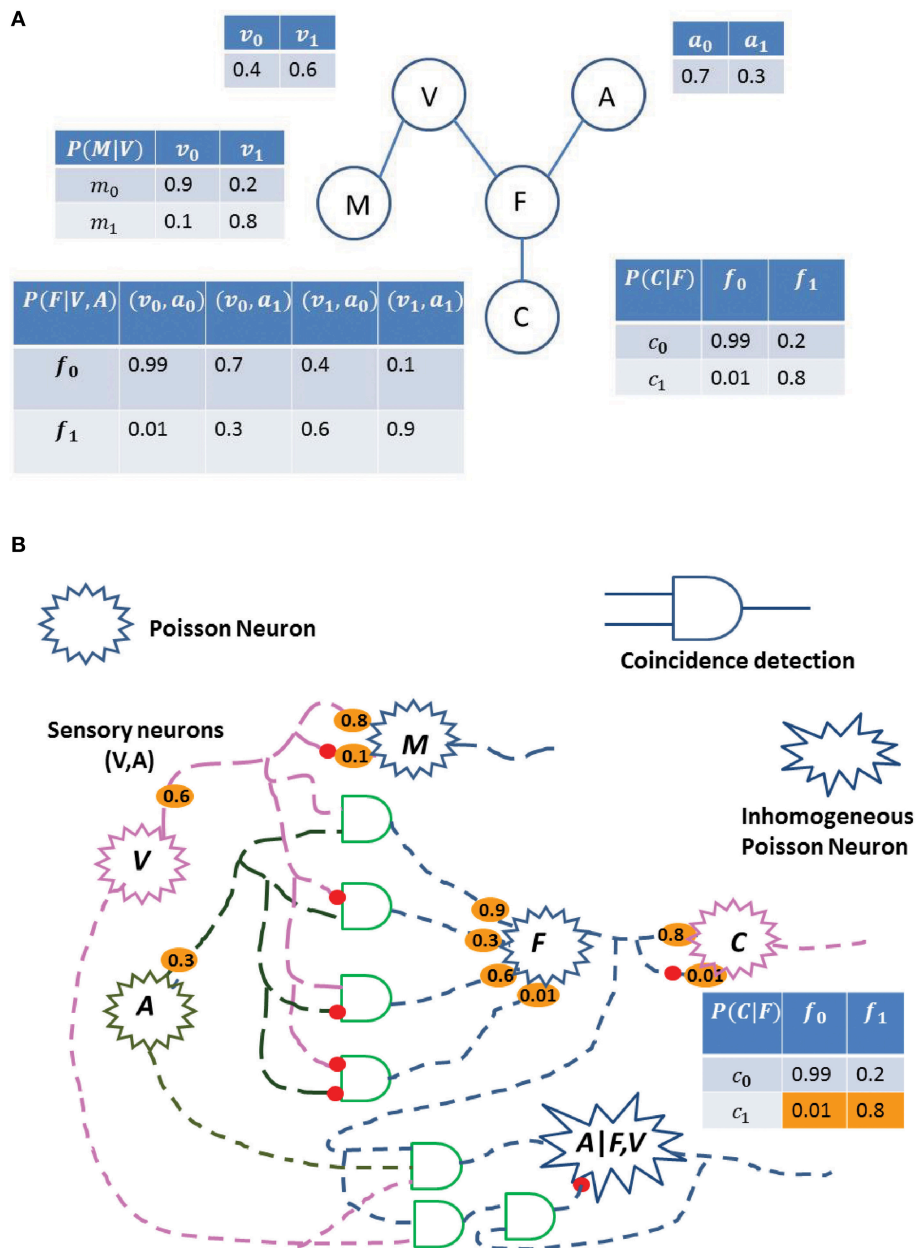 A
v₀ v₁
0.4 0.6
a₀ a₁
0.7 0.3
V
A
P(M|V) v₀ v₁
m₀ 0.9 0.2
m₁ 0.1 0.8
M
F
P(F|V, A) (v₀, a₀) (v₀, a₁) (v₁, a₀) (v₁, a₁)
f₀ 0.99 0.7 0.4 0.1
f₁ 0.01 0.3 0.6 0.9
C
P(C|F) f₀ f₁
c₀ 0.99 0.2
c₁ 0.01 0.8
B
Poisson Neuron
Coincidence detection
Sensory neurons
(V,A)
0.8
0.1
M
Inhomogeneous
Poisson Neuron
0.6
V
0.9
0.3
0.6
0.01
F
0.8
0.01
C
0.3
A
P(C|F) f₀ f₁
c₀ 0.99 0.2
c₁ 0.01 0.8
A|F,V